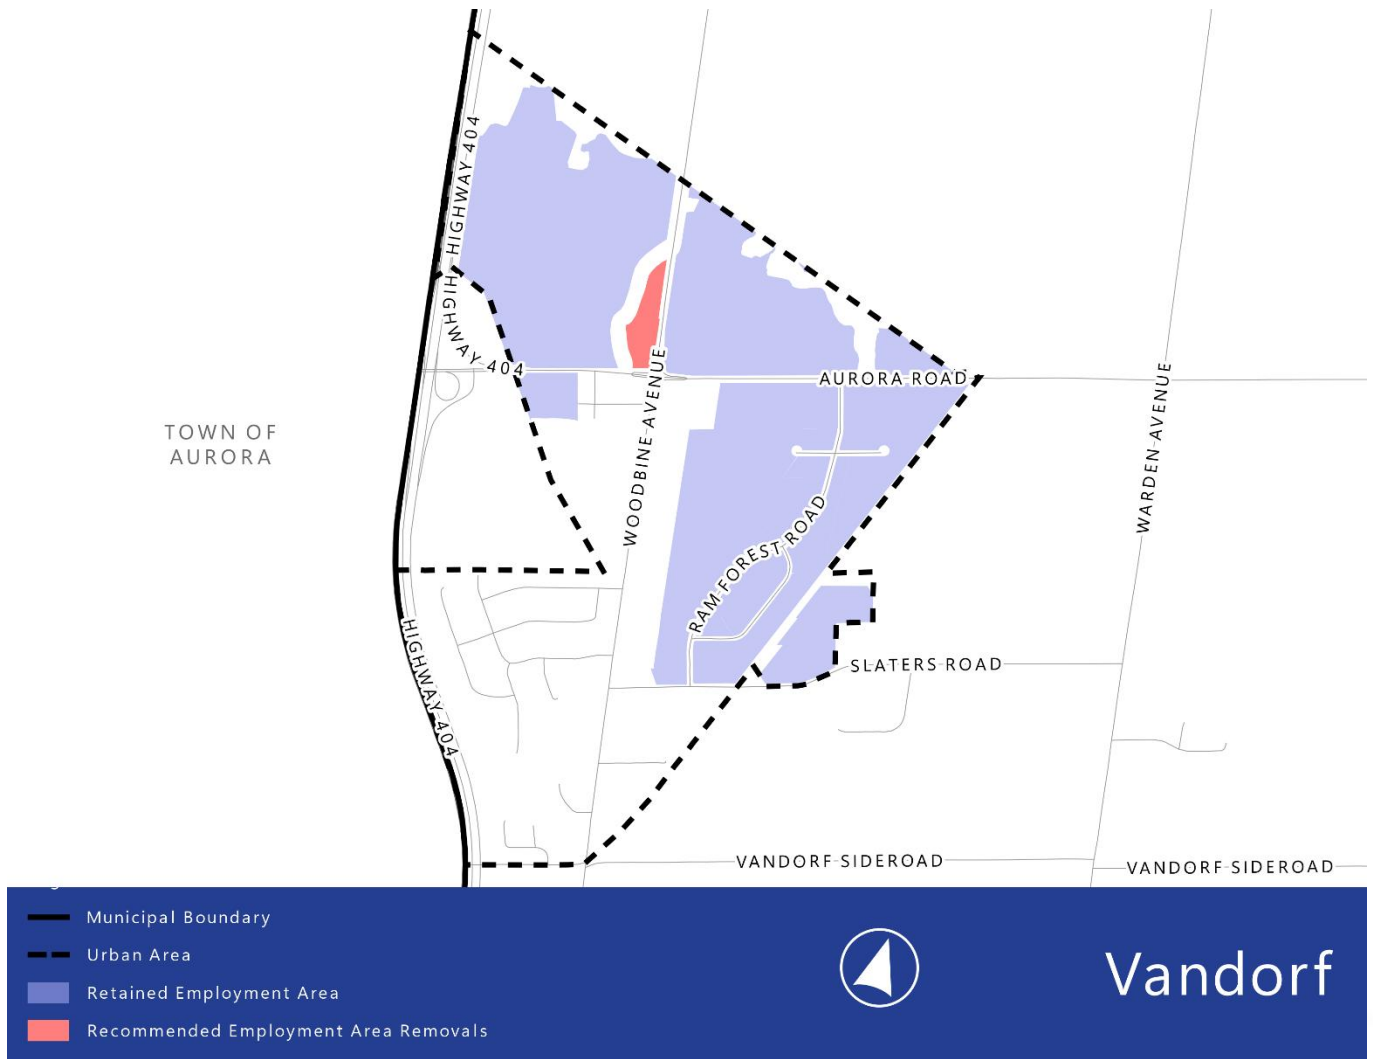 HIGHWAY 404
HIGHWAY 404
AURORA ROAD
TOWN OF
AURORA
WOODBINE AVENUE
WARDEN AVENUE
RAM FOREST ROAD
HIGHWAY 404
SLATERS ROAD
VANDORF SIDEROAD
VANDORF SIDEROAD
Municipal Boundary
Urban Area
Retained Employment Area
Recommended Employment Area Removals
Vandorf